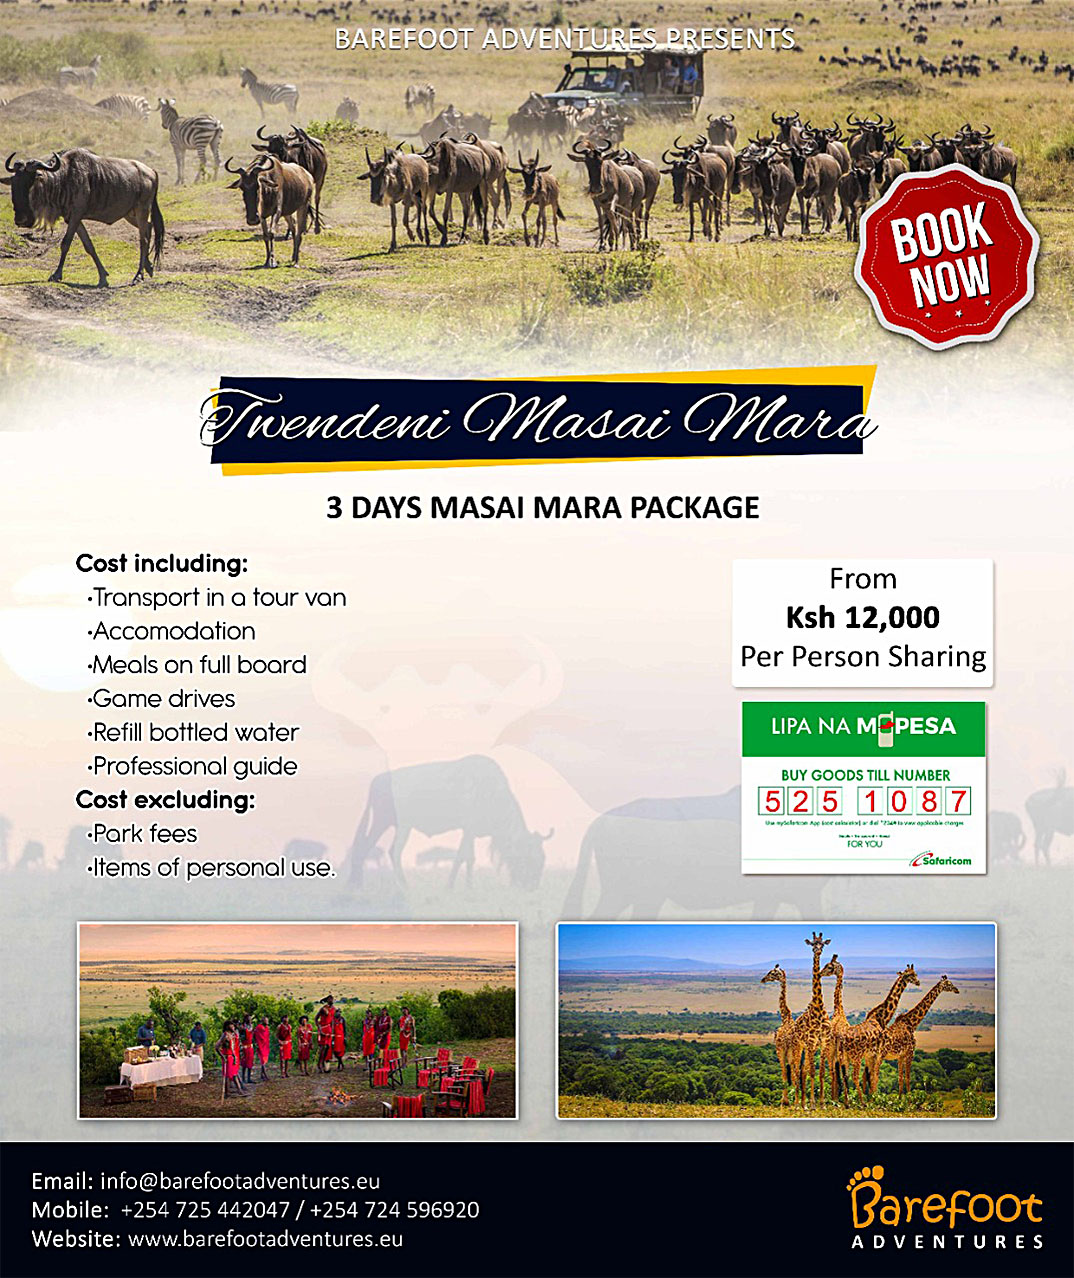 BAREFOOT ADVENTURES PRESENTS
BOOK
NOW
Twendeni Masai Mara
3 DAYS MASAI MARA PACKAGE
Cost including:
•Transport in a tour van
•Accomodation
•Meals on full board
•Game drives
•Refill bottled water
•Professional guide
Cost excluding:
•Park fees
•Items of personal use.
From
Ksh 12,000
Per Person Sharing
LIPA NA M-PESA
BUY GOODS TILL NUMBER
5 2 5 1 0 8 7
FOR YOU
Safaricom
Email: info@barefootadventures.eu
Mobile: +254 725 442047 / +254 724 596920
Website: www.barefootadventures.eu
Barefoot
ADVENTURES